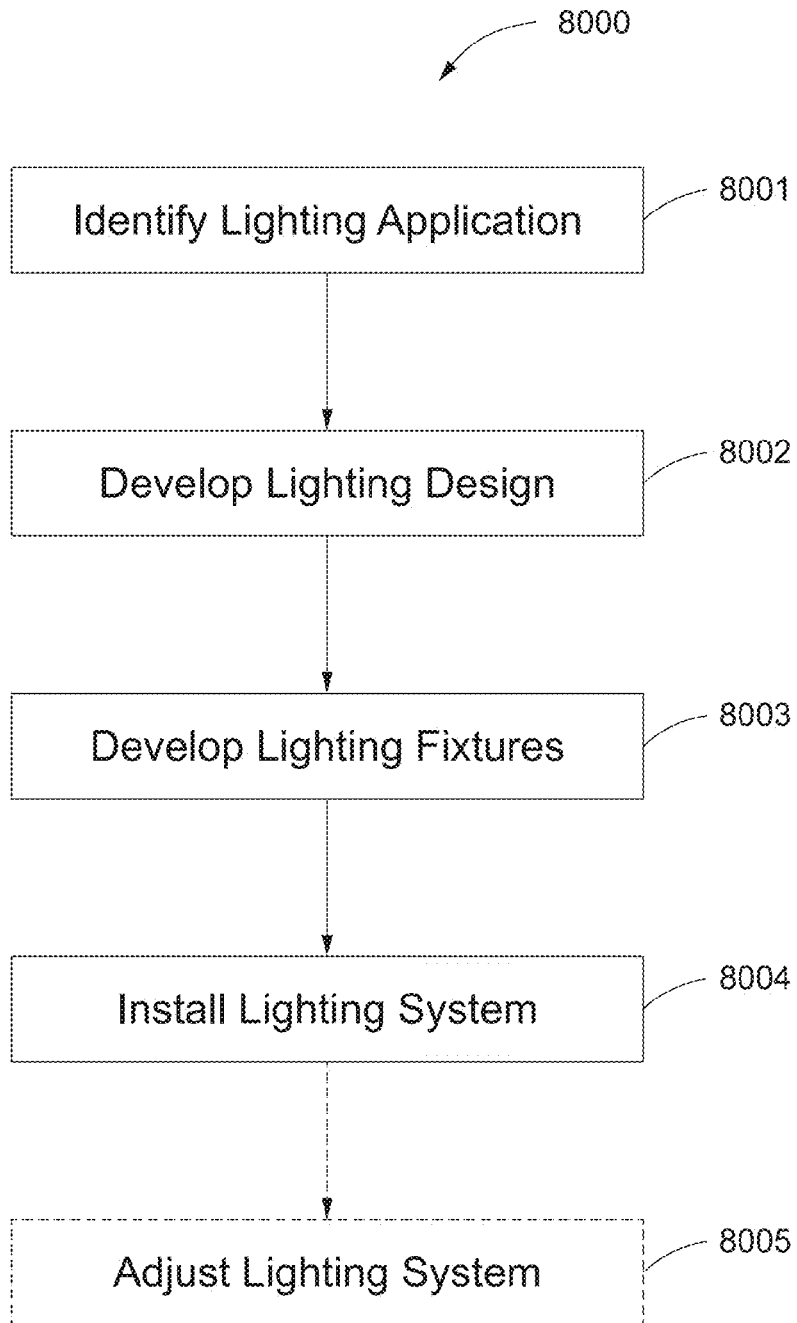 8000
Identify Lighting Application
8001
Develop Lighting Design
8002
Develop Lighting Fixtures
8003
Install Lighting System
8004
Adjust Lighting System
8005